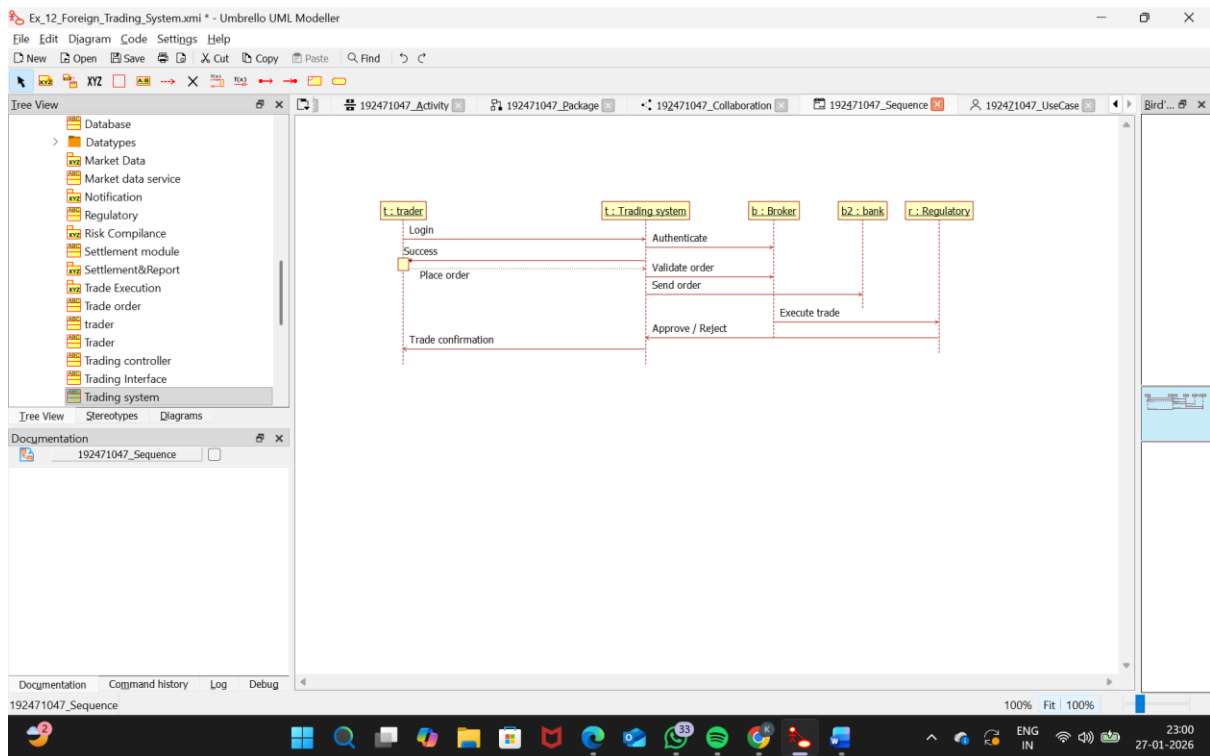 Ex_12_Foreign_Trading_System.xmi * - Umbrello UML Modeller
File Edit Diagram Code Settings Help
New Open Save Cut Copy Paste Find
XYZ XYZ A.B f(x) f(x)
Tree View
192471047_Activity 192471047_Package 192471047_Collaboration 192471047_Sequence 192471047_UseCase
Bird'...
Database
Datatypes
Market Data
Market data service
Notification
Regulatory
Risk Compilance
Settlement module
Settlement&Report
Trade Execution
Trade order
trader
Trader
Trading controller
Trading Interface
Trading system
Tree View Stereotypes Diagrams
Documentation
192471047_Sequence
t : trader t : Trading system b : Broker b2 : bank r : Regulatory
Login
Authenticate
Success
Validate order
Place order
Send order
Execute trade
Approve / Reject
Trade confirmation
Documentation Command history Log Debug
192471047_Sequence
100% Fit 100%
2
33
K
W
ENG
IN
23:00
27-01-2026